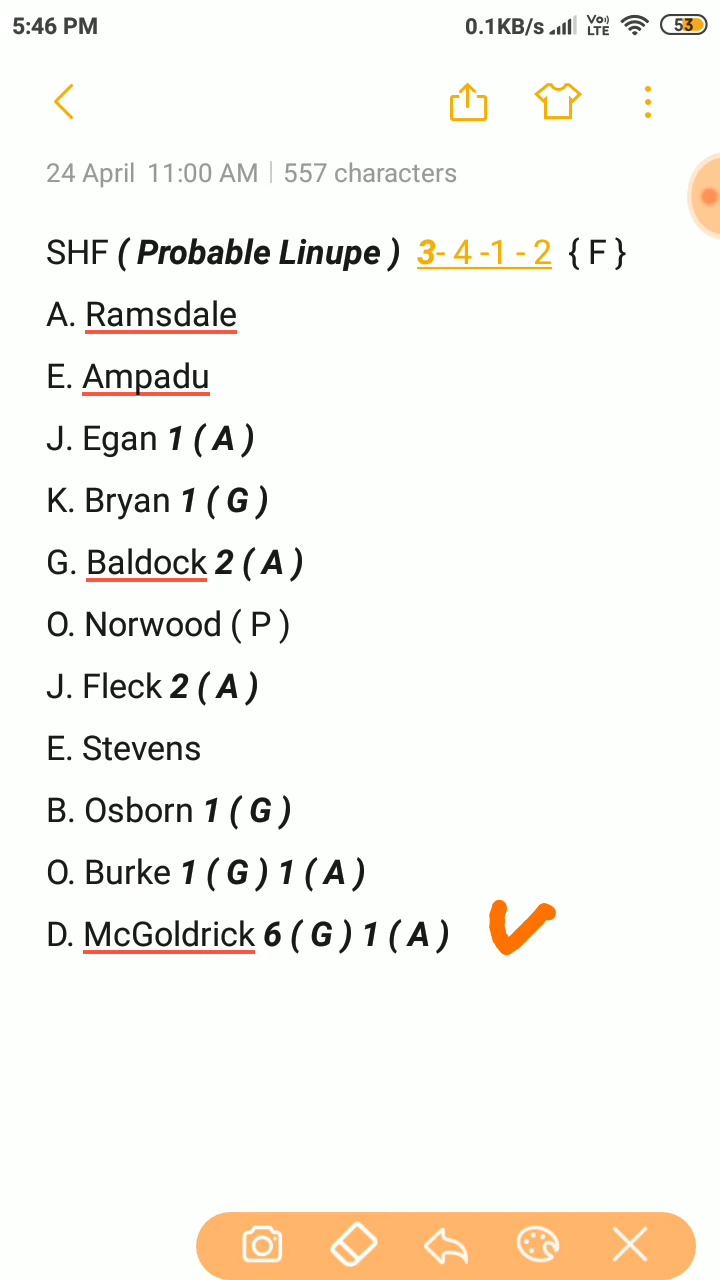 5:46 PM 0.1KB/s Vo) LTE 53
24 April 11:00 AM | 557 characters
SHF ( Probable Linupe ) 3- 4 -1 - 2 { F }
A. Ramsdale
E. Ampadu
J. Egan 1 ( A )
K. Bryan 1 ( G )
G. Baldock 2 ( A )
O. Norwood ( P )
J. Fleck 2 ( A )
E. Stevens
B. Osborn 1 ( G )
O. Burke 1 ( G ) 1 ( A )
D. McGoldrick 6 ( G ) 1 ( A )